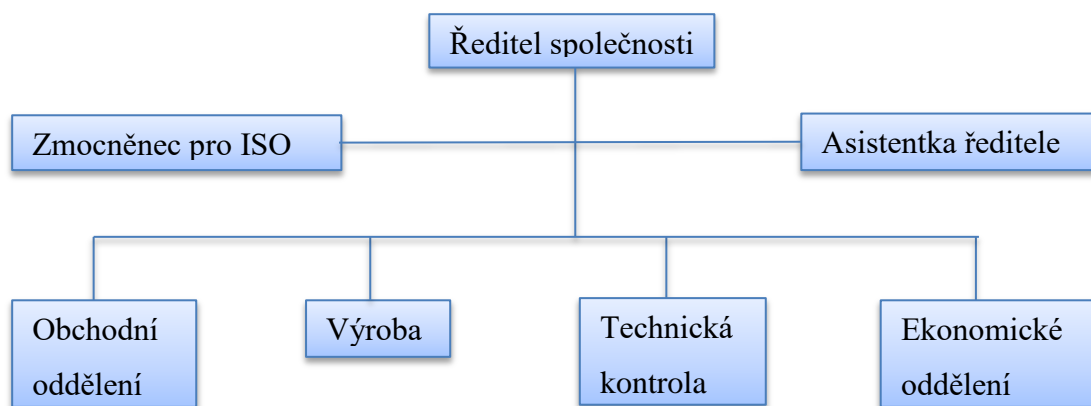 Ředitel společnosti
Zmocněnec pro ISO
Asistentka ředitele
Obchodní
oddělení
Výroba
Technická
kontrola
Ekonomické
oddělení